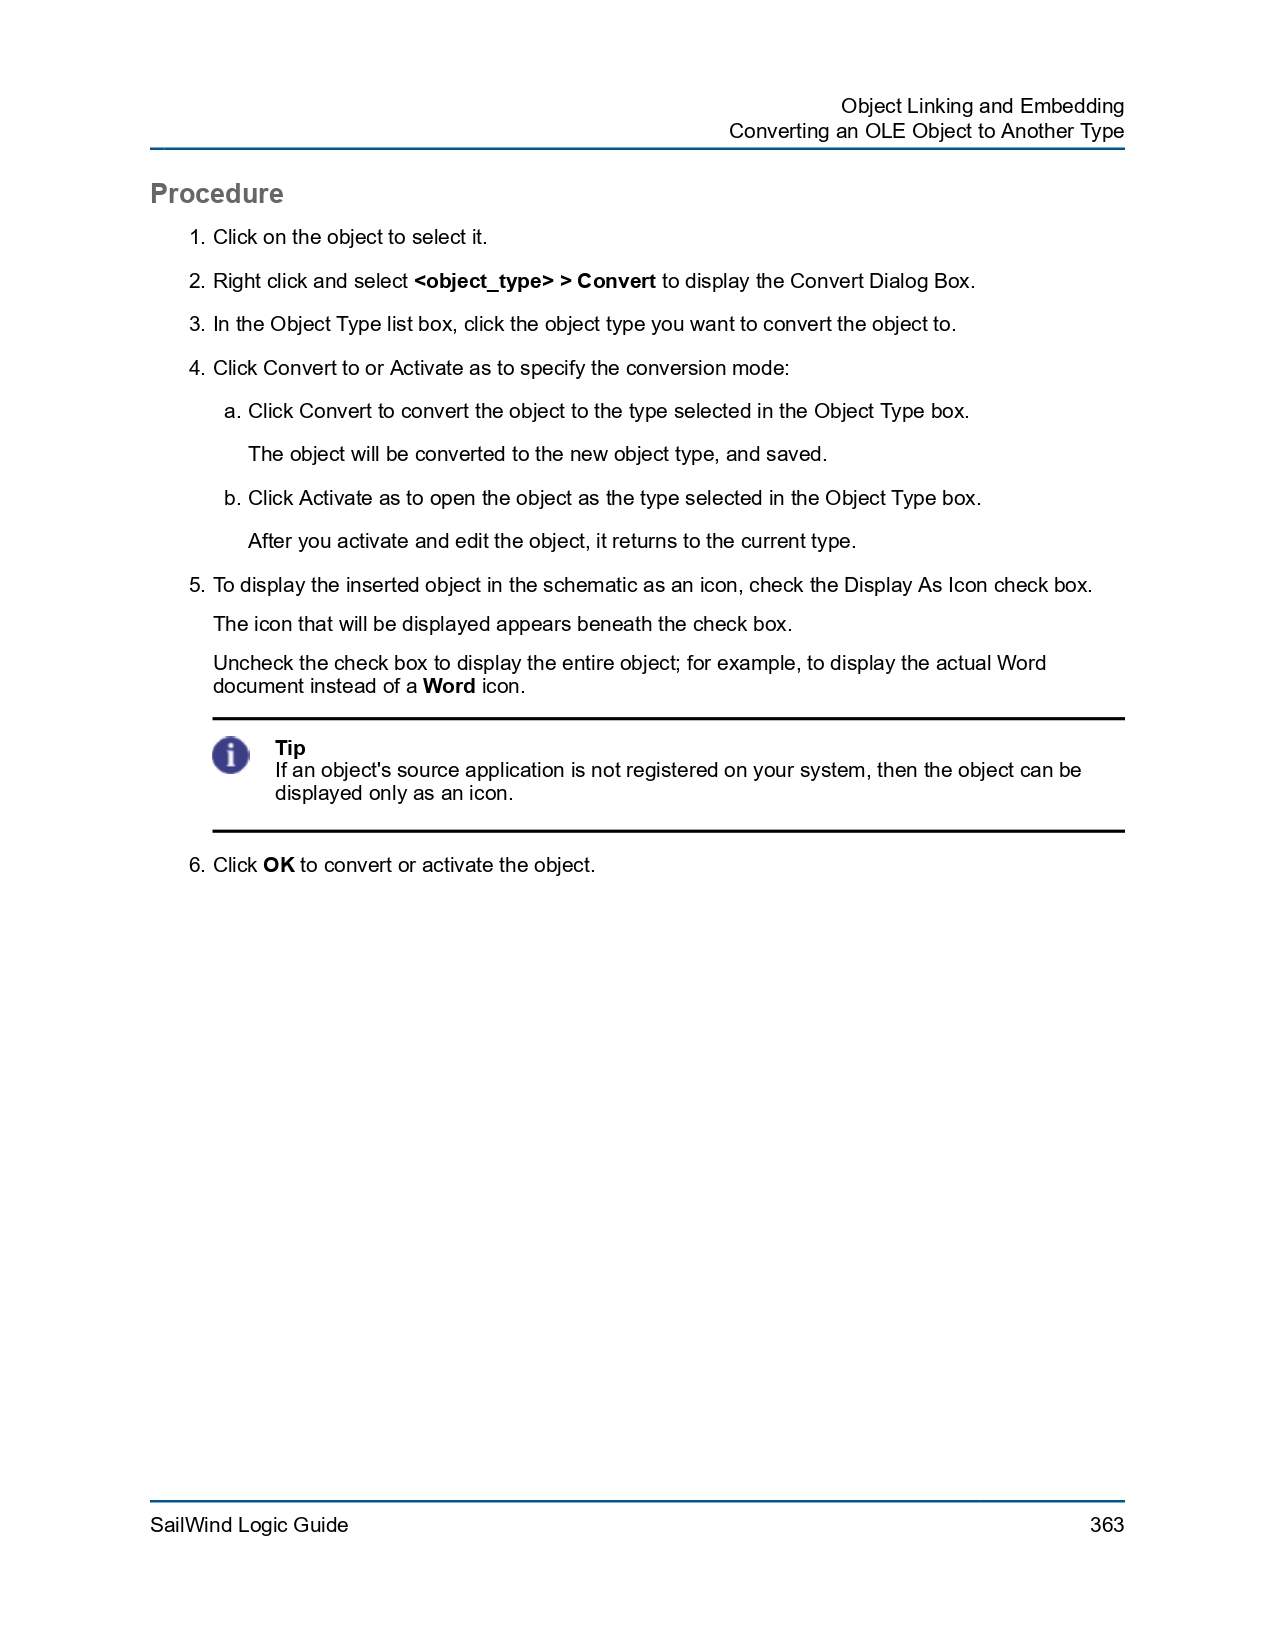 Object Linking and Embedding
Converting an OLE Object to Another Type
Procedure
1. Click on the object to select it.
2. Right click and select <object_type> > Convert to display the Convert Dialog Box.
3. In the Object Type list box, click the object type you want to convert the object to.
4. Click Convert to or Activate as to specify the conversion mode:
a. Click Convert to convert the object to the type selected in the Object Type box.
The object will be converted to the new object type, and saved.
b. Click Activate as to open the object as the type selected in the Object Type box.
After you activate and edit the object, it returns to the current type.
5. To display the inserted object in the schematic as an icon, check the Display As Icon check box.
The icon that will be displayed appears beneath the check box.
Uncheck the check box to display the entire object; for example, to display the actual Word
document instead of a Word icon.
i
Tip
If an object's source application is not registered on your system, then the object can be
displayed only as an icon.
6. Click OK to convert or activate the object.
SailWind Logic Guide
363